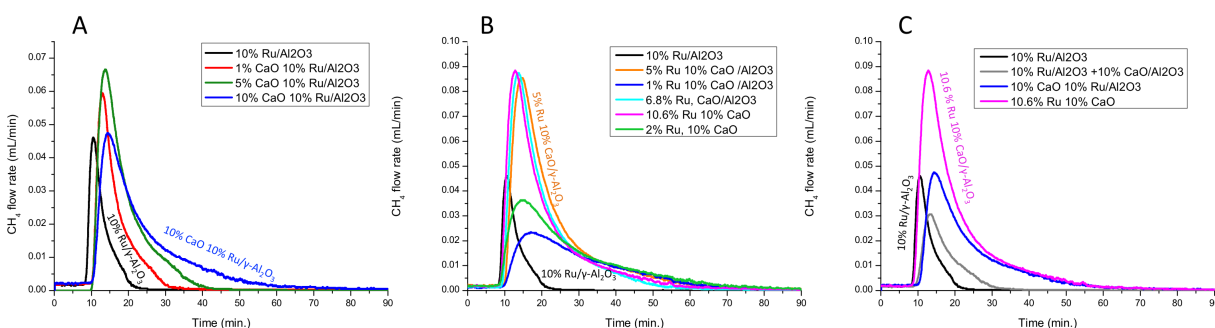 A
CH4 flow rate (mL/min)
0.07
0.06
0.05
0.04
0.03
0.02
0.01
0.00
10% Ru/Al2O3
1% CaO 10% Ru/Al2O3
5% CaO 10% Ru/Al2O3
10% CaO 10% Ru/Al2O3
10% Ru/γ-Al2O3
10% CaO 10% Ru/γ-Al2O3
0 10 20 30 40 50 60 70 80 90
Time (min.)
B
CH4 flow rate (mL/min)
0.10
0.09
0.08
0.07
0.06
0.05
0.04
0.03
0.02
0.01
0.00
10% Ru/Al2O3
5% Ru 10% CaO /Al2O3
1% Ru 10% CaO /Al2O3
6.8% Ru, CaO/Al2O3
10.6% Ru 10% CaO
2% Ru, 10% CaO
5% Ru 10% CaO/γ-Al2O3
10% Ru/γ-Al2O3
0 10 20 30 40 50 60 70 80 90
Time (min.)
C
CH4 flow rate (mL/min)
0.10
0.09
0.08
0.07
0.06
0.05
0.04
0.03
0.02
0.01
0.00
10% Ru/Al2O3
10% Ru/Al2O3 +10% CaO/Al2O3
10% CaO 10% Ru/Al2O3
10.6% Ru 10% CaO
10% Ru/γ-Al2O3
10.6 % Ru 10% CaO/γ-Al2O3
0 10 20 30 40 50 60 70 80 90
Time (min.)